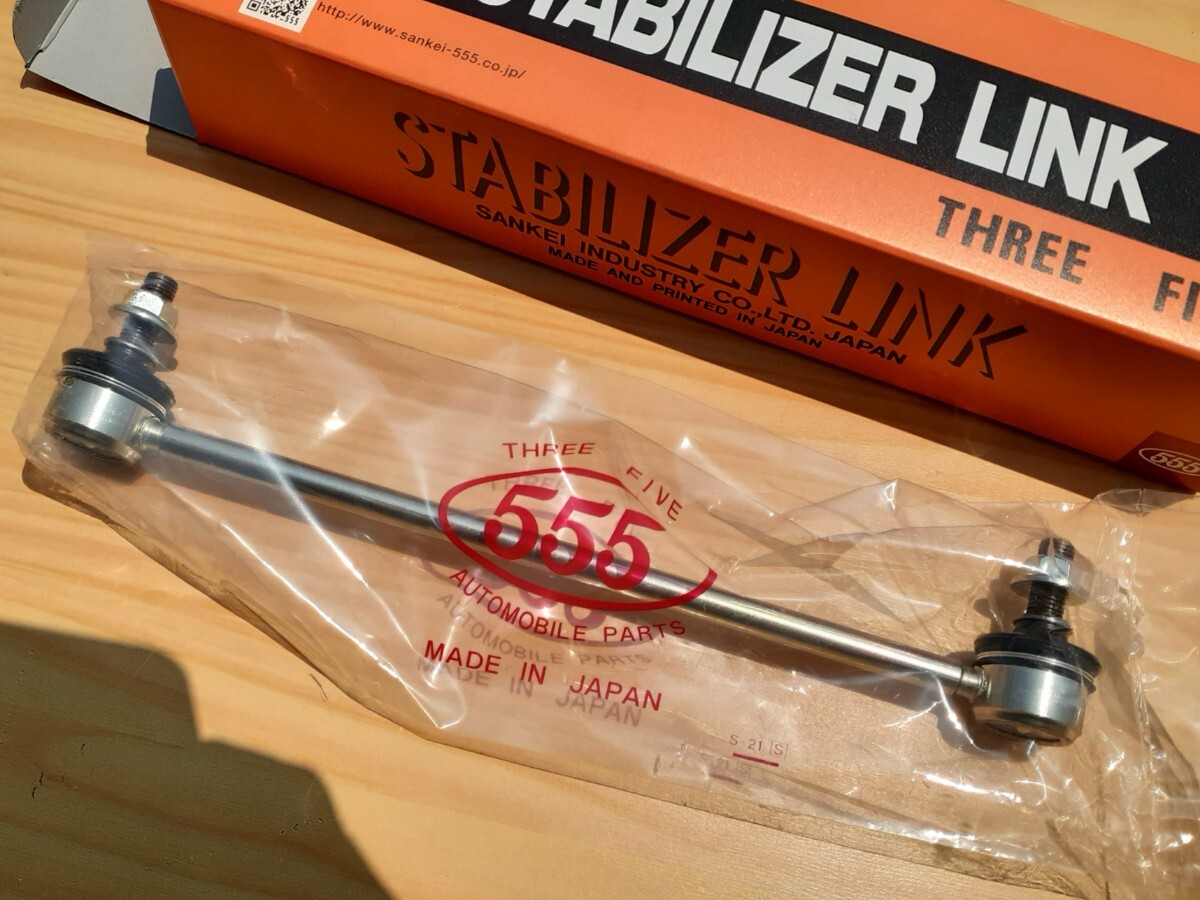 http://www.sankei-555.co.jp/
STABILIZER LINK
THREE
STABILIZER LINK
SANKEI INDUSTRY CO.,LTD. JAPAN
MADE AND PRINTED IN JAPAN
555
THREE FIVE
555
AUTOMOBILE PARTS
MADE IN JAPAN
S-21 |S|